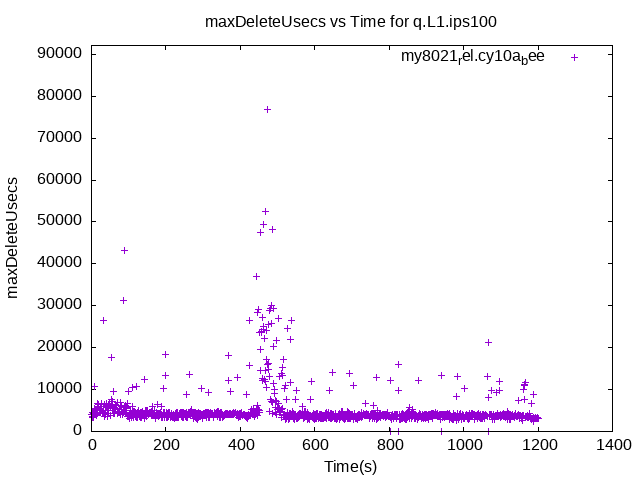 maxDeleteUsecs vs Time for q.L1.ips100
my8021rel.cy10abee
90000
80000
70000
60000
50000
40000
30000
20000
10000
0
maxDeleteUsecs
0 200 400 600 800 1000 1200 1400
Time(s)